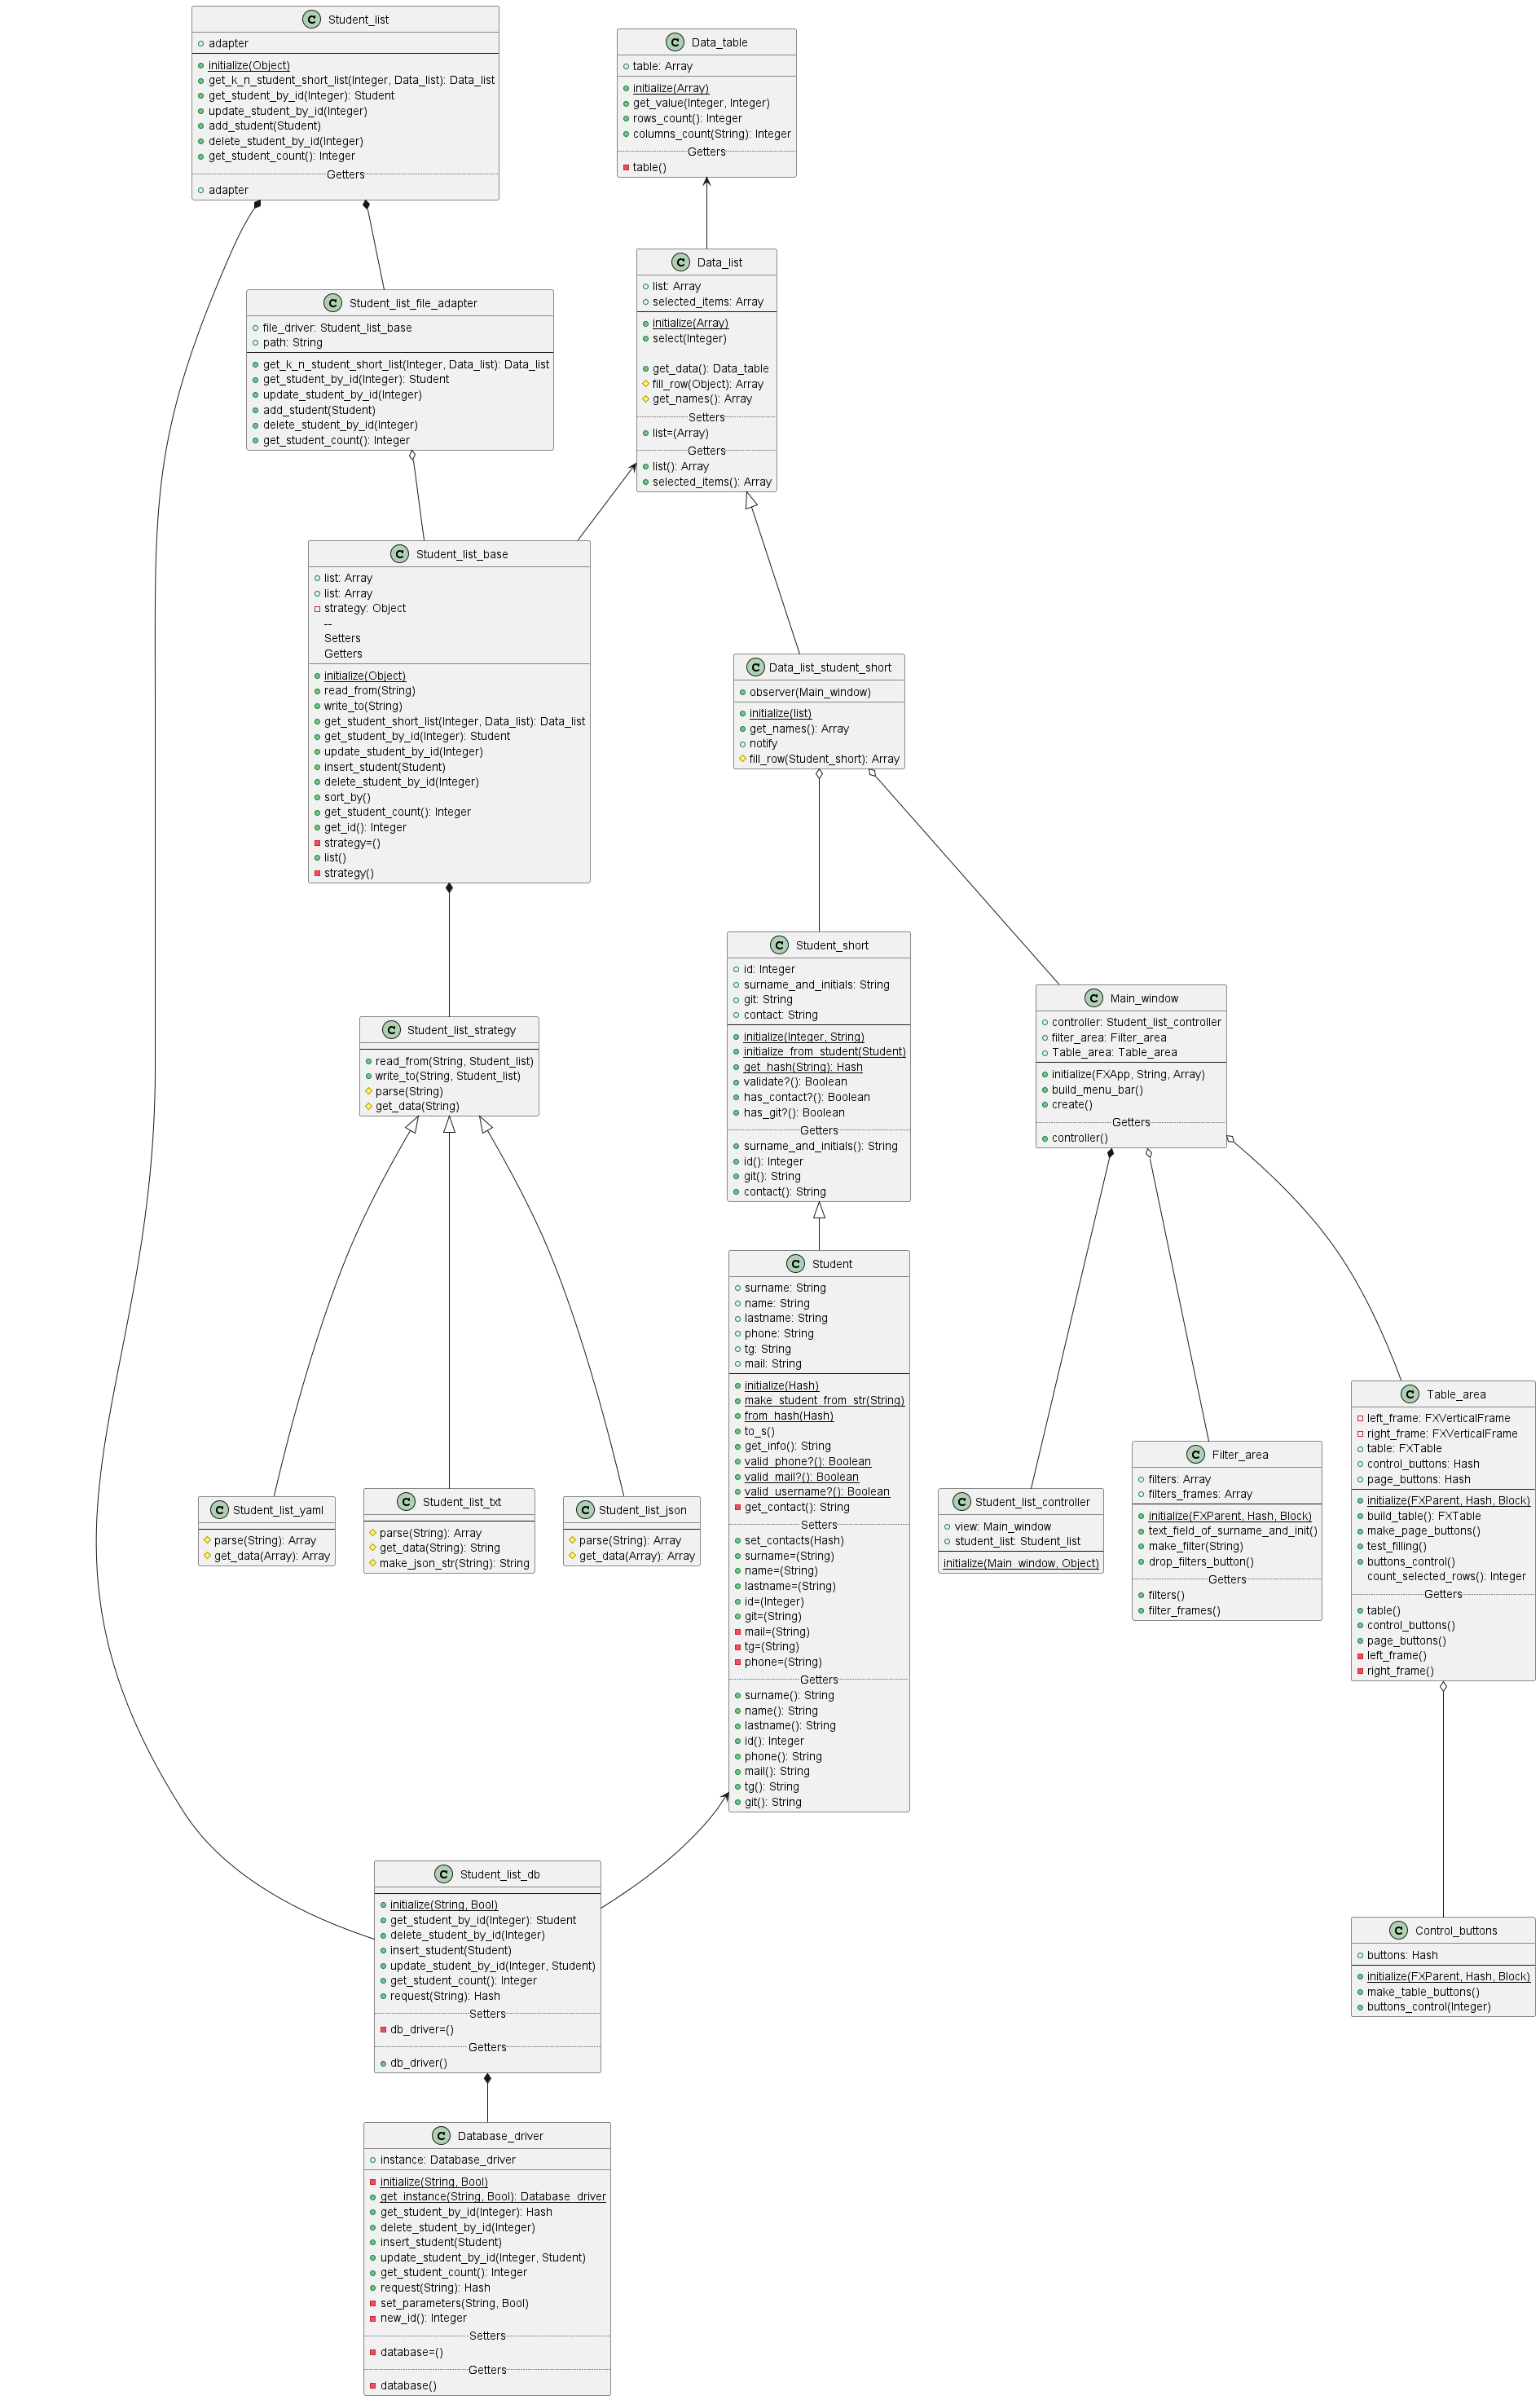 C Student_list
adapter
initialize(Object)
get_k_n_student_short_list(Integer, Data_list): Data_list
get_student_by_id(Integer): Student
update_student_by_id(Integer)
add_student(Student)
delete_student_by_id(Integer)
get_student_count(): Integer
Getters
adapter
C Data_table
table: Array
initialize(Array)
get_value(Integer, Integer)
rows_count(): Integer
columns_count(String): Integer
Getters
table()
C Data_list
list: Array
selected_items: Array
initialize(Array)
select(Integer)
get_data(): Data_table
fill_row(Object): Array
get_names(): Array
Setters
list=(Array)
Getters
list(): Array
selected_items(): Array
C Student_list_file_adapter
file_driver: Student_list_base
path: String
get_k_n_student_short_list(Integer, Data_list): Data_list
get_student_by_id(Integer): Student
update_student_by_id(Integer)
add_student(Student)
delete_student_by_id(Integer)
get_student_count(): Integer
C Student_list_base
list: Array
list: Array
strategy: Object
--
Setters
Getters
initialize(Object)
read_from(String)
write_to(String)
get_student_short_list(Integer, Data_list): Data_list
get_student_by_id(Integer): Student
update_student_by_id(Integer)
insert_student(Student)
delete_student_by_id(Integer)
sort_by()
get_student_count(): Integer
get_id(): Integer
strategy=()
list()
strategy()
C Data_list_student_short
observer(Main_window)
initialize(list)
get_names(): Array
notify
fill_row(Student_short): Array
C Student_short
id: Integer
surname_and_initials: String
git: String
contact: String
initialize(Integer, String)
initialize_from_student(Student)
get_hash(String): Hash
validate?(): Boolean
has_contact?(): Boolean
has_git?(): Boolean
Getters
surname_and_initials(): String
id(): Integer
git(): String
contact(): String
C Main_window
controller: Student_list_controller
filter_area: Filter_area
Table_area: Table_area
initialize(FXApp, String, Array)
build_menu_bar()
create()
Getters
controller()
C Student_list_strategy
read_from(String, Student_list)
write_to(String, Student_list)
parse(String)
get_data(String)
C Student
surname: String
name: String
lastname: String
phone: String
tg: String
mail: String
initialize(Hash)
make_student_from_str(String)
from_hash(Hash)
to_s()
get_info(): String
valid_phone?(): Boolean
valid_mail?(): Boolean
valid_username?(): Boolean
get_contact(): String
Setters
set_contacts(Hash)
surname=(String)
name=(String)
lastname=(String)
id=(Integer)
git=(String)
mail=(String)
tg=(String)
phone=(String)
Getters
surname(): String
name(): String
lastname(): String
id(): Integer
phone(): String
mail(): String
tg(): String
git(): String
C Student_list_yaml
parse(String): Array
get_data(Array): Array
C Student_list_txt
parse(String): Array
get_data(String): String
make_json_str(String): String
C Student_list_json
parse(String): Array
get_data(Array): Array
C Student_list_controller
view: Main_window
student_list: Student_list
initialize(Main_window, Object)
C Filter_area
filters: Array
filters_frames: Array
initialize(FXParent, Hash, Block)
text_field_of_surname_and_init()
make_filter(String)
drop_filters_button()
Getters
filters()
filter_frames()
C Table_area
left_frame: FXVerticalFrame
right_frame: FXVerticalFrame
table: FXTable
control_buttons: Hash
page_buttons: Hash
initialize(FXParent, Hash, Block)
build_table(): FXTable
make_page_buttons()
test_filling()
buttons_control()
count_selected_rows(): Integer
Getters
table()
control_buttons()
page_buttons()
left_frame()
right_frame()
C Student_list_db
initialize(String, Bool)
get_student_by_id(Integer): Student
delete_student_by_id(Integer)
insert_student(Student)
update_student_by_id(Integer, Student)
get_student_count(): Integer
request(String): Hash
Setters
db_driver=()
Getters
db_driver()
C Control_buttons
buttons: Hash
initialize(FXParent, Hash, Block)
make_table_buttons()
buttons_control(Integer)
C Database_driver
instance: Database_driver
initialize(String, Bool)
get_instance(String, Bool): Database_driver
get_student_by_id(Integer): Hash
delete_student_by_id(Integer)
insert_student(Student)
update_student_by_id(Integer, Student)
get_student_count(): Integer
request(String): Hash
set_parameters(String, Bool)
new_id(): Integer
Setters
database=()
Getters
database()